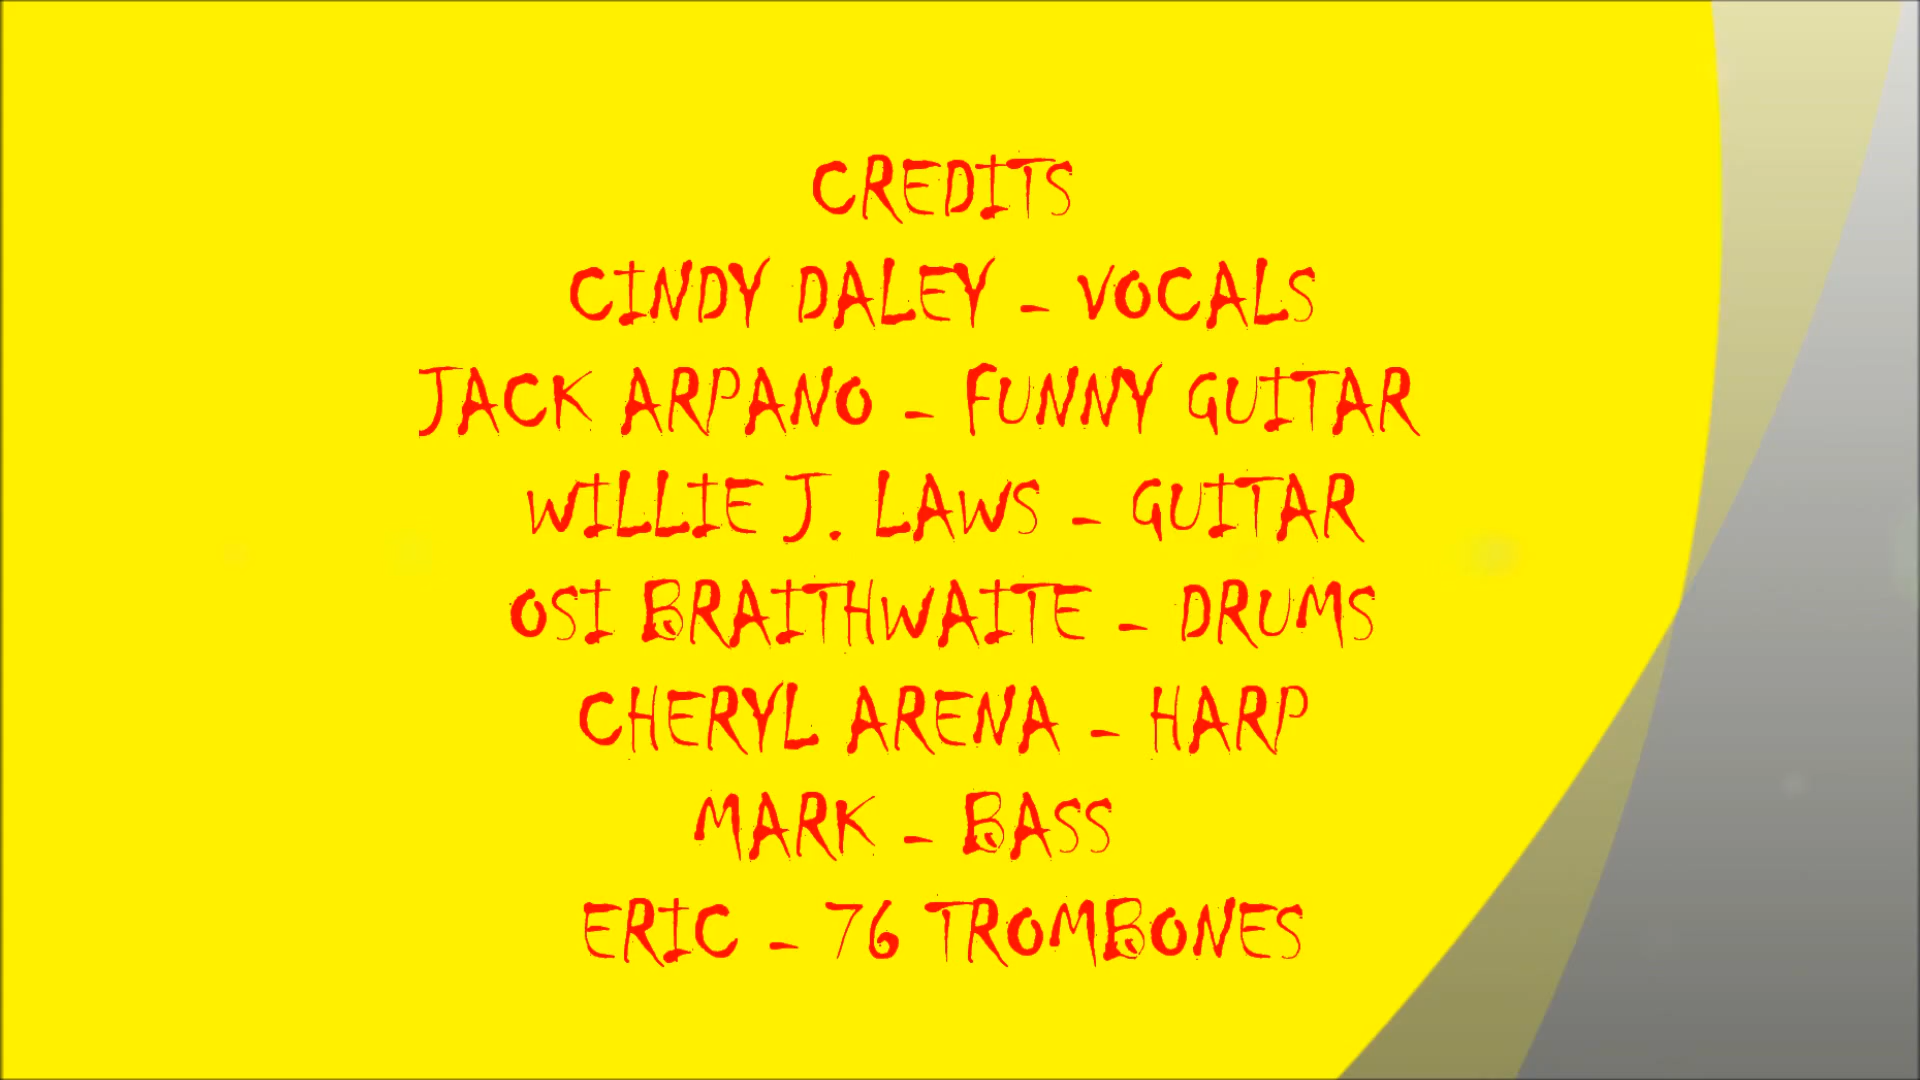 CREDITS
CINDY DALEY - VOCALS
JACK ARPANO - FUNNY GUITAR
WILLIE J. LAWS - GUITAR
OSI BRAITHWAITE - DRUMS
CHERYL ARENA - HARP
MARK - BASS
ERIC - 76 TROMBONES